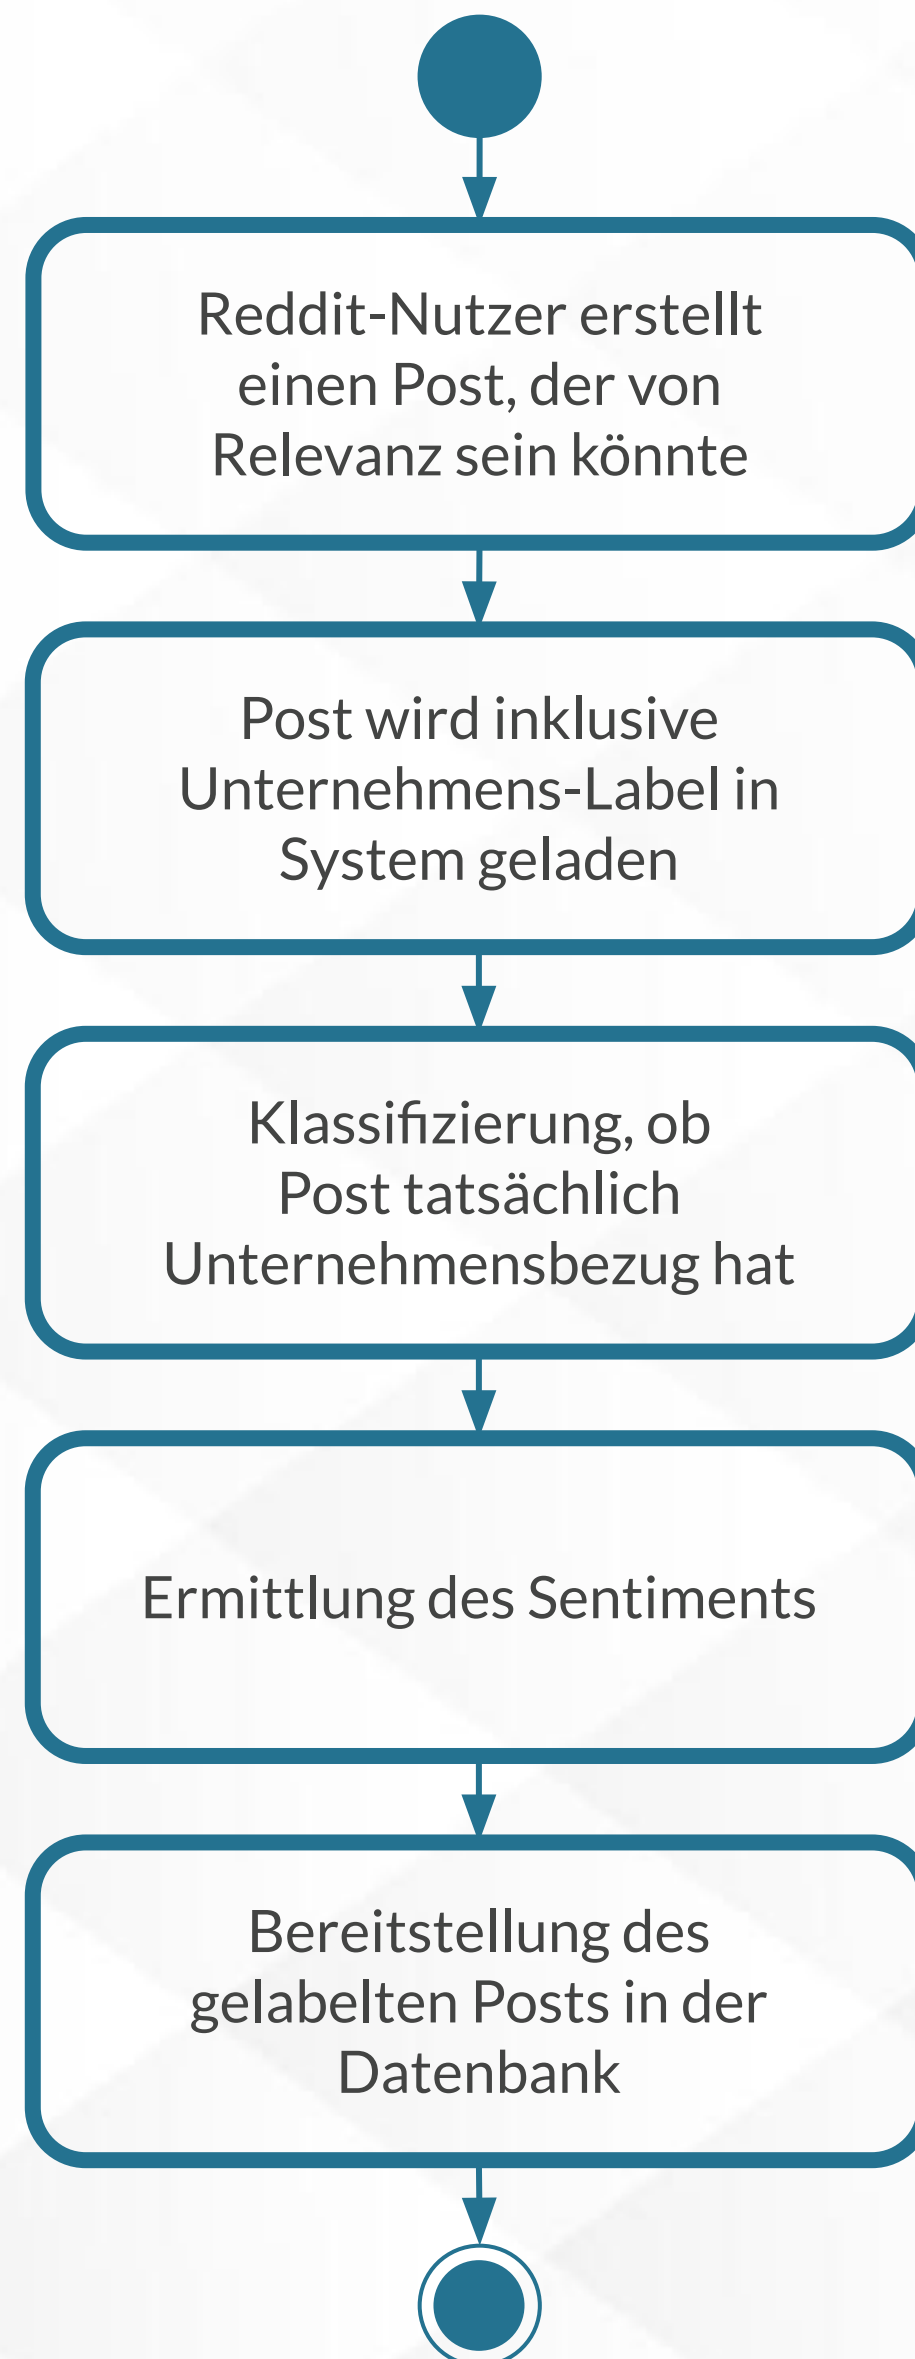 Reddit-Nutzer erstellt
einen Post, der von
Relevanz sein könnte
Post wird inklusive
Unternehmens-Label in
System geladen
Klassifizierung, ob
Post tatsächlich
Unternehmensbezug hat
Ermittlung des Sentiments
Bereitstellung des
gelabelten Posts in der
Datenbank